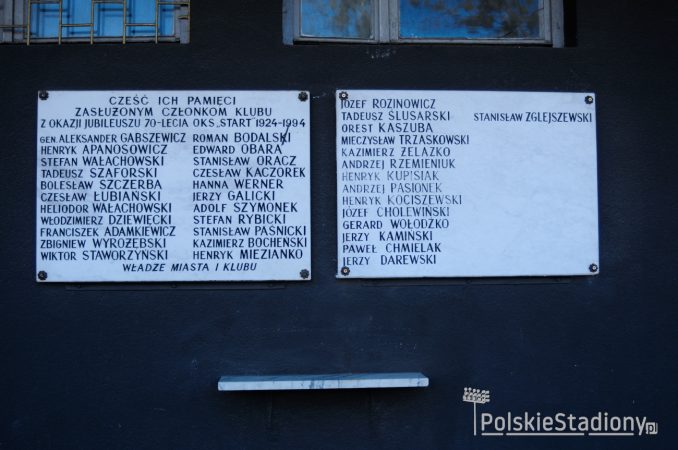 CZEŚĆ ICH PAMIĘCI
ZASŁUŻONYM CZŁONKOM KLUBU
Z OKAZJI JUBILEUSZU 70-LECIA OKS „START 1924-1994
GEN. ALEKSANDER GABSZEWICZ ROMAN BODALSKI
HENRYK APANOSOWICZ EDWARD OBARA
STEFAN WAŁACHOWSKI STANISŁAW ORACZ
TADEUSZ SZAFORSKI CZESŁAW KACZOREK
BOLESŁAW SZCZERBA HANNA WERNER
CZESŁAW ŁUBIAŃSKI JERZY GALICKI
HELIODOR WAŁACHOWSKI ADOLF SZYMONEK
WŁODZIMIERZ DZIEWIĘCKI STEFAN RYBICKI
FRANCISZEK ADAMKIEWICZ STANISŁAW PAŚNICKI
ZBIGNIEW WYROZĘBSKI KAZIMIERZ BOCHEŃSKI
WIKTOR STAWORZYŃSKI HENRYK MIEZIANKO
WŁADZE MIASTA I KLUBU
JÓZEF ROZINOWICZ
TADEUSZ ŚLUSARSKI STANISŁAW ZGLEJSZEWSKI
OREST KASZUBA
MIECZYSŁAW TRZASKOWSKI
KAZIMIERZ ŻELAZKO
ANDRZEJ RZEMIENIUK
HENRYK KUPISIAK
ANDRZEJ PASIONEK
HENRYK KOCISZEWSKI
JÓZEF CHOLEWIŃSKI
GERARD WOŁODŹKO
JERZY KAMIŃSKI
PAWEŁ CHMIELAK
JERZY DAREWSKI
PolskieStadiony.pl